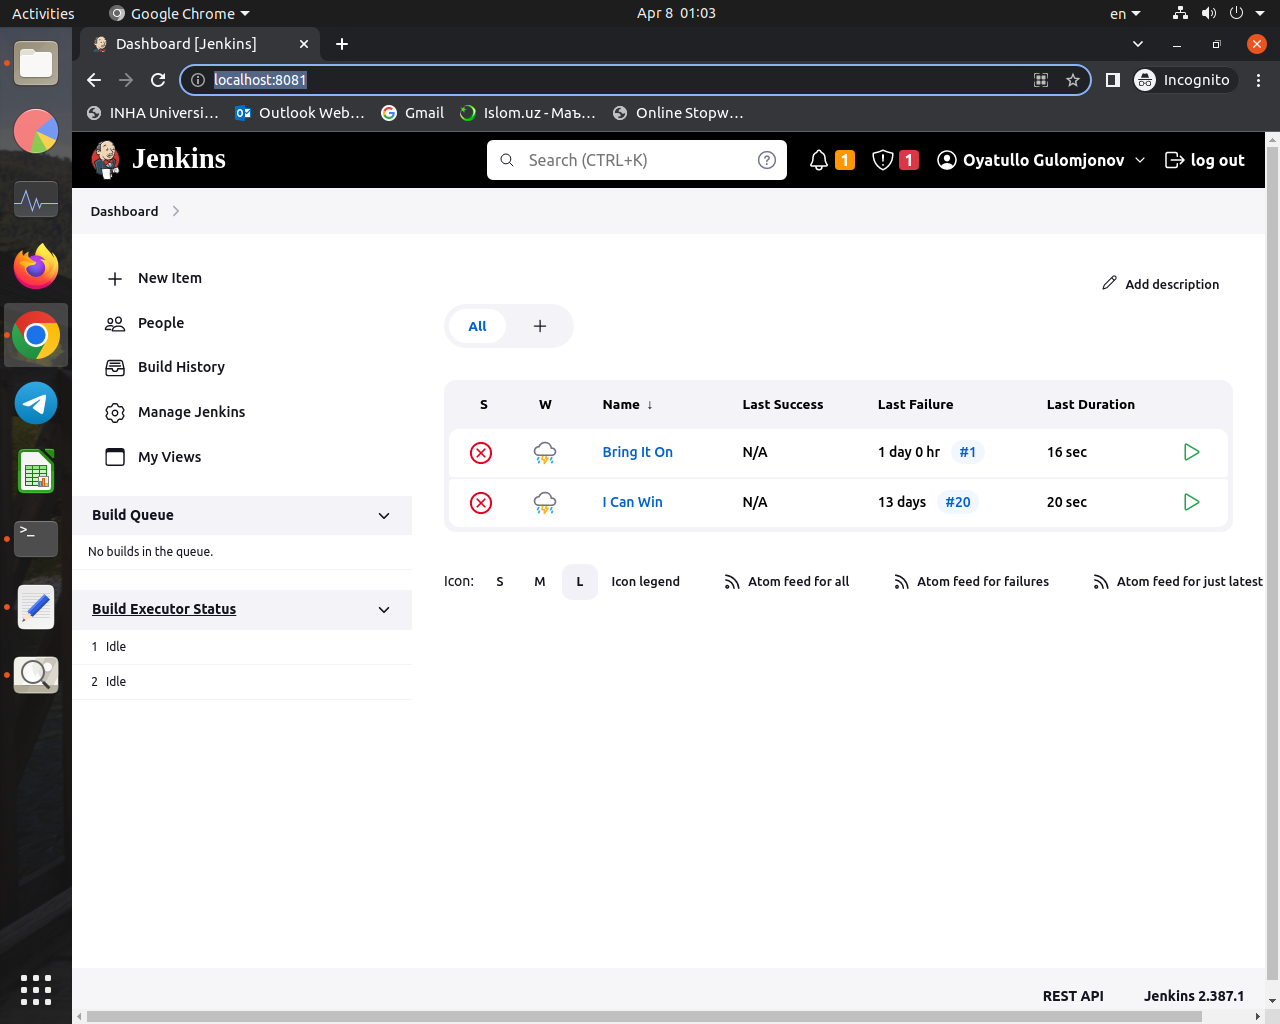 Activities Google Chrome Apr 8 01:03 en
Dashboard [Jenkins]
localhost:8081 Incognito
INHA Universi... Outlook Web... Gmail Islom.uz - Маъ... Online Stopw...
Jenkins Search (CTRL+K) 1 1 Oyatullo Gulomjonov log out
Dashboard
New Item
Add description
People
All +
Build History
Manage Jenkins
My Views
S W Name ↓ Last Success Last Failure Last Duration
Bring It On N/A 1 day 0 hr #1 16 sec
I Can Win N/A 13 days #20 20 sec
Build Queue
No builds in the queue.
Icon: S M L Icon legend Atom feed for all Atom feed for failures Atom feed for just latest
Build Executor Status
1 Idle
2 Idle
REST API Jenkins 2.387.1